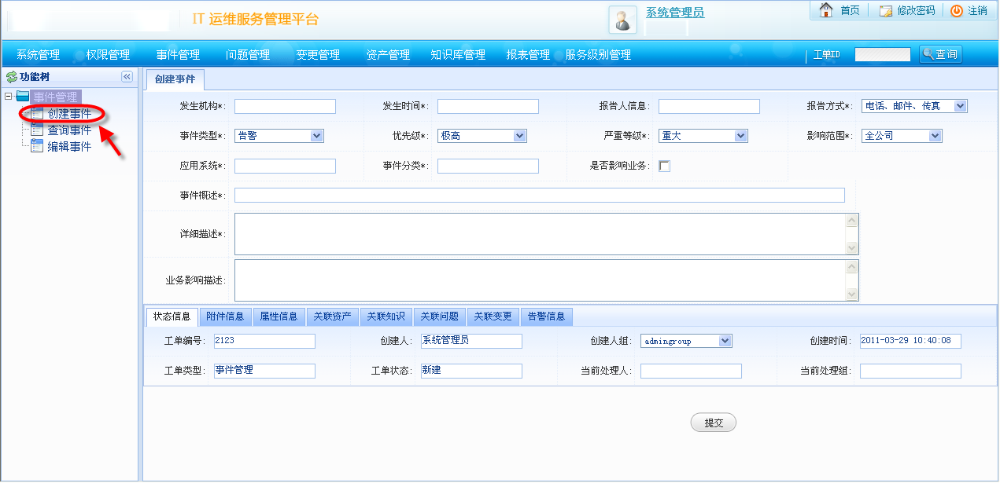 IT 运维服务管理平台
系统管理员
首页 修改密码 注销
系统管理 权限管理 事件管理 问题管理 变更管理 资产管理 知识库管理 报表管理 服务级别管理 工单ID 查询
功能树
事件管理
创建事件
查询事件
编辑事件
创建事件
发生机构*: 发生时间*: 报告人信息: 报告方式*: 电话、邮件、传真
事件类型*: 告警 优先级*: 极高 严重等级*: 重大 影响范围*: 全公司
应用系统*: 事件分类*: 是否影响业务:
事件概述*:
详细描述*:
业务影响描述:
状态信息 附件信息 属性信息 关联资产 关联知识 关联问题 关联变更 告警信息
工单编号: 2123 创建人: 系统管理员 创建人组: admingroup 创建时间: 2011-03-29 10:40:08
工单类型: 事件管理 工单状态: 新建 当前处理人: 当前处理组:
提交